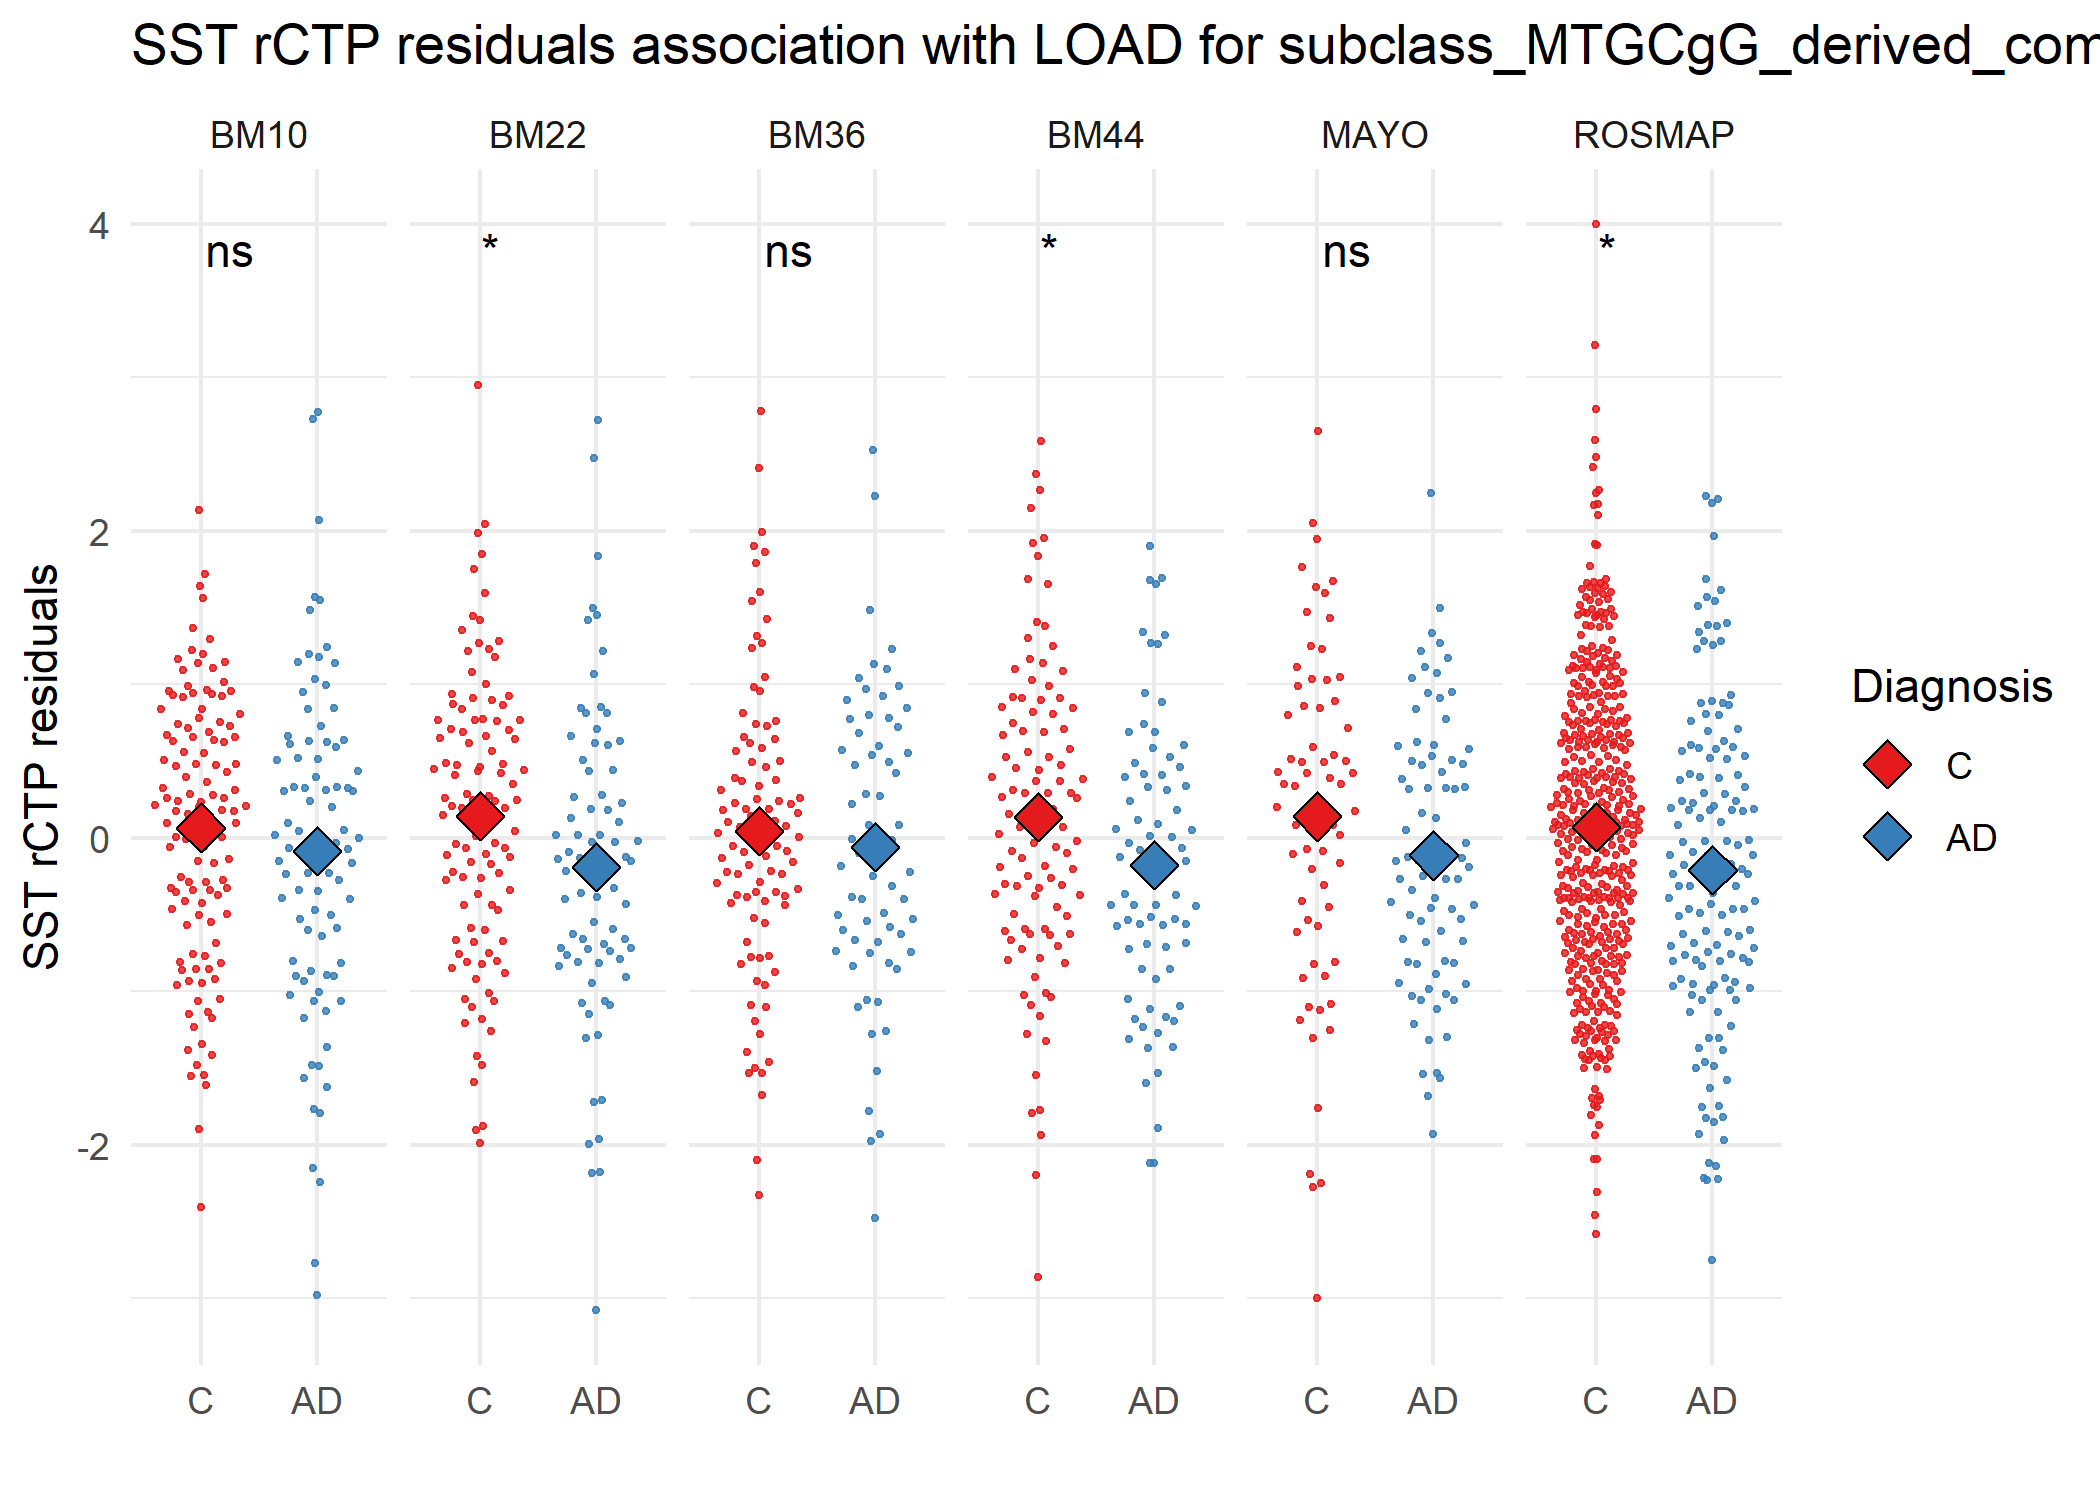 SST rCTP residuals association with LOAD for subclass_MTGCgG_derived_com
BM10 BM22 BM36 BM44 MAYO ROSMAP
ns * ns * ns *
4
2
0
-2
SST rCTP residuals
C AD C AD C AD C AD C AD C AD
Diagnosis
C
AD